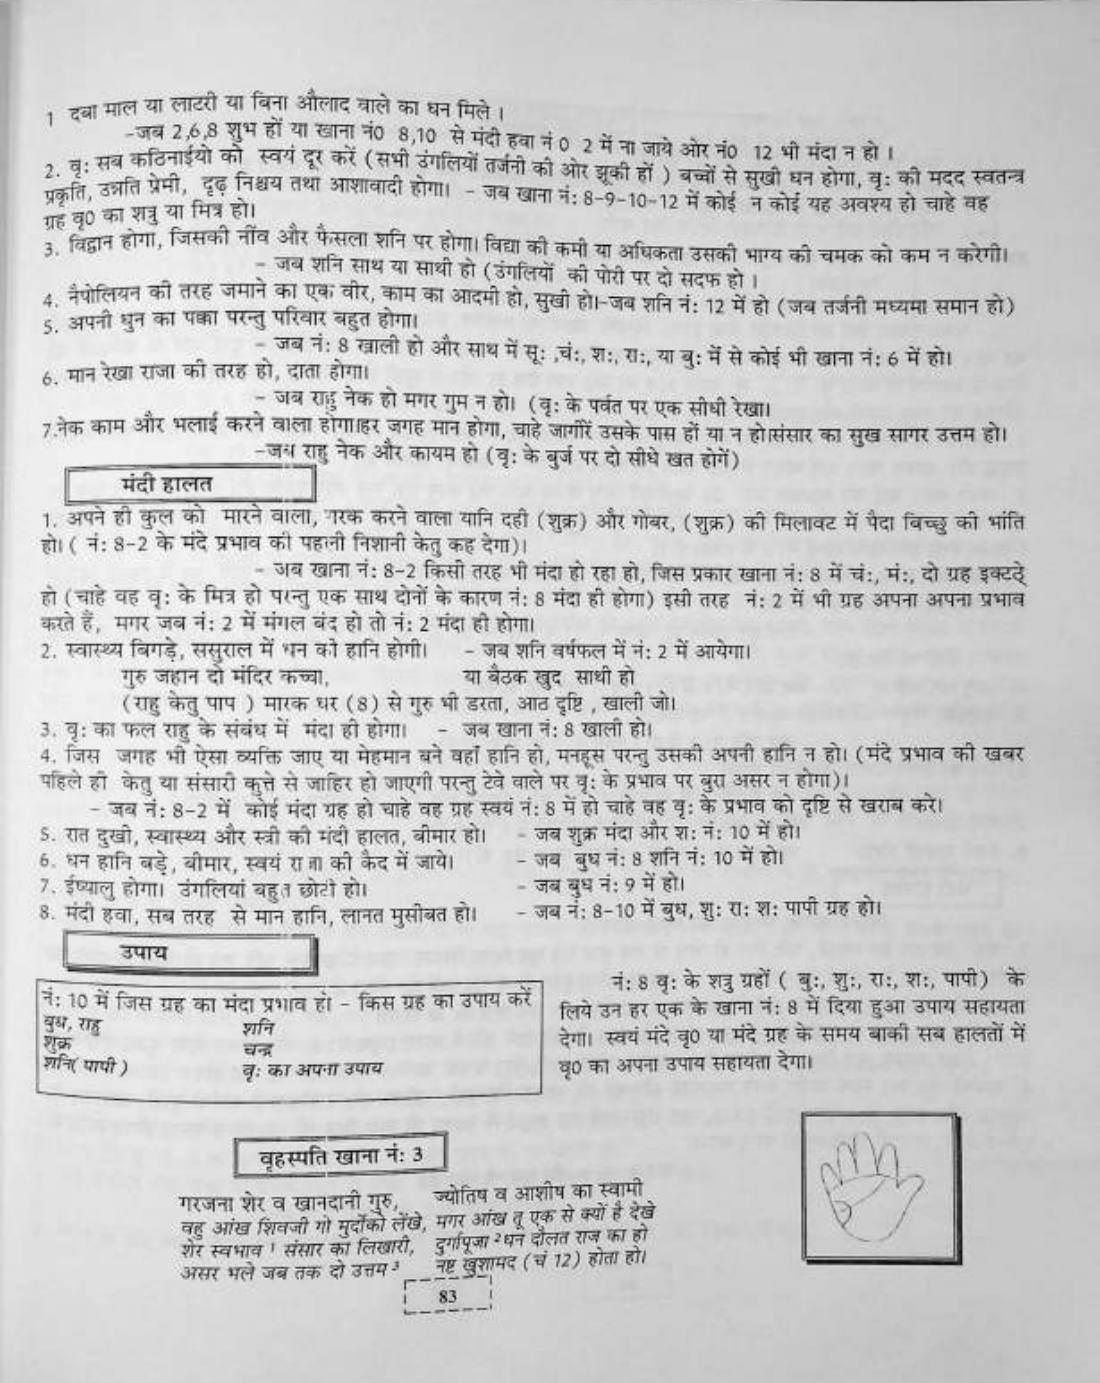 1 दबा माल या लाटरी या बिना औलाद वाले का धन मिले ।
-जब 2,6,8 शुभ हों या खाना नं0 8,10 से मंदी हवा नं 0 2 में ना जाये ओर नं0 12 भी मंदा न हो ।
2. वृः सब कठिनाईयो को स्वयं दूर करें (सभी उंगलियों तर्जनी की ओर झूकी हों ) बच्चों से सुखी धन होगा, वृः की मदद स्वतन्त्र
प्रकृति, उन्नति प्रेमी, दृढ़ निश्चय तथा आशावादी होगा। - जब खाना नं: 8-9-10-12 में कोई न कोई यह अवश्य हो चाहे वह
ग्रह वृ0 का शत्रु या मित्र हो।
3. विद्वान होगा, जिसकी नींव और फैसला शनि पर होगा। विद्या की कमी या अधिकता उसकी भाग्य की चमक को कम न करेगी।
- जब शनि साथ या साथी हो (उंगलियों की पोरी पर दो सदफ हो ।
4. नैपोलियन की तरह जमाने का एक वीर, काम का आदमी हो, सुखी हो।-जब शनि नं: 12 में हो (जब तर्जनी मध्यमा समान हो)
5. अपनी धुन का पक्का परन्तु परिवार बहुत होगा।
- जब नं: 8 खाली हो और साथ में सूः ,चंः, शः, राः, या बुः में से कोई भी खाना नं: 6 में हो।
6. मान रेखा राजा की तरह हो, दाता होगा।
- जब राहु नेक हो मगर गुम न हो। (वृः के पर्वत पर एक सीधी रेखा।
7.नेक काम और भलाई करने वाला होगा।हर जगह मान होगा, चाहे जागीरें उसके पास हों या न हो।संसार का सुख सागर उत्तम हो।
-जब राहु नेक और कायम हो (वृः के बुर्ज पर दो सीधे खत होगें)
मंदी हालत
1. अपने ही कुल को मारने वाला, गरक करने वाला यानि दही (शुक्र) और गोबर, (शुक्र) की मिलावट में पैदा बिच्छु की भांति
हो। ( नं: 8-2 के मंदे प्रभाव की पहली निशानी केतु कह देगा)।
- जब खाना नं: 8-2 किसी तरह भी मंदा हो रहा हो, जिस प्रकार खाना नं: 8 में चंः, मंः, दो ग्रह इक्टठे्
हो (चाहे वह वृः के मित्र हो परन्तु एक साथ दोनों के कारण नं: 8 मंदा ही होगा) इसी तरह नं: 2 में भी ग्रह अपना अपना प्रभाव
करते हैं, मगर जब नं: 2 में मंगल बंद हो तो नं: 2 मंदा ही होगा।
2. स्वास्थ्य बिगड़े, ससुराल में धन की हानि होगी। - जब शनि वर्षफल में नं: 2 में आयेगा।
गुरु जहान दो मंदिर कच्चा, या बैठक खुद साथी हो
(राहु केतु पाप ) मारक घर (8) से गुरु भी डरता, आठ दृष्टि , खाली जो।
3. वृः का फल राहु के संबंध में मंदा ही होगा। - जब खाना नं: 8 खाली हो।
4. जिस जगह भी ऐसा व्यक्ति जाए या मेहमान बने वहाँ हानि हो, मनहूस परन्तु उसकी अपनी हानि न हो। (मंदे प्रभाव की खबर
पहिले ही केतु या संसारी कुत्ते से जाहिर हो जाएगी परन्तु टेवे वाले पर वृः के प्रभाव पर बुरा असर न होगा)।
- जब नं: 8-2 में कोई मंदा ग्रह हो चाहे वह ग्रह स्वयं नं: 8 में हो चाहे वह वृः के प्रभाव को दृष्टि से खराब करे।
5. रात दुखी, स्वास्थ्य और स्त्री की मंदी हालत, बीमार हो। - जब शुक्र मंदा और शः नं: 10 में हो।
6. धन हानि बड़े, बीमार, स्वयं राजा की कैद में जाये। - जब बुध नं: 8 शनि नं: 10 में हो।
7. ईष्यालु होगा। उंगलियां बहुत छोटी हो। - जब बुध नं: 9 में हो।
8. मंदी हवा, सब तरह से मान हानि, लानत मुसीबत हो। - जब नं: 8-10 में बुध, शुः राः शः पापी ग्रह हो।
उपाय
नं: 10 में जिस ग्रह का मंदा प्रभाव हो - किस ग्रह का उपाय करें
बुध, राहु शनि
शुक्र चन्द्र
शनि( पापी ) वृः का अपना उपाय
नं: 8 वृः के शत्रु ग्रहों ( बुः, शुः, राः, शः, पापी) के
लिये उन हर एक के खाना नं: 8 में दिया हुआ उपाय सहायता
देगा। स्वयं मंदे वृ0 या मंदे ग्रह के समय बाकी सब हालतों में
वृ0 का अपना उपाय सहायता देगा।
वृहस्पति खाना नं: 3
गरजना शेर व खानदानी गुरु, ज्योतिष व आशीष का स्वामी
वहु आंख शिवजी गो मुर्दोको लेंखे, मगर आंख तू एक से क्यों है देखे
शेर स्वभाव ¹ संसार का लिखारी, दुर्गापूजा ²धन दौलत राज का हो
असर भले जब तक दो उत्तम ³ नष्ट खुशामद (चं 12) होता हो।
83